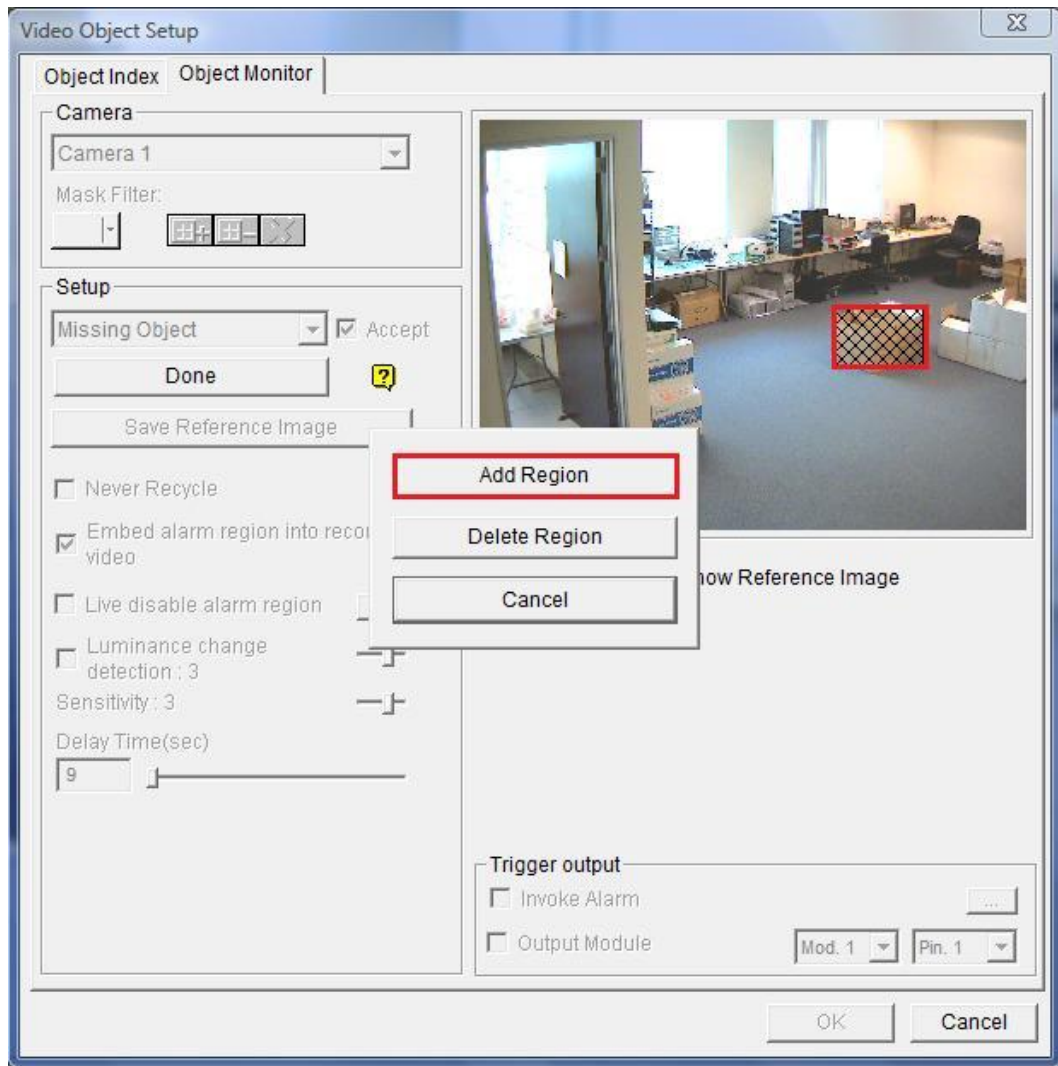 Video Object Setup
Object Index Object Monitor
Camera
Camera 1
Mask Filter:
Setup
Missing Object Accept
Done
Save Reference Image
Never Recycle
Embed alarm region into recor
video
Live disable alarm region
Luminance change
detection : 3
Sensitivity : 3
Delay Time(sec)
9
Add Region
Delete Region
Cancel
how Reference Image
Trigger output
Invoke Alarm ...
Output Module Mod. 1 Pin. 1
OK Cancel